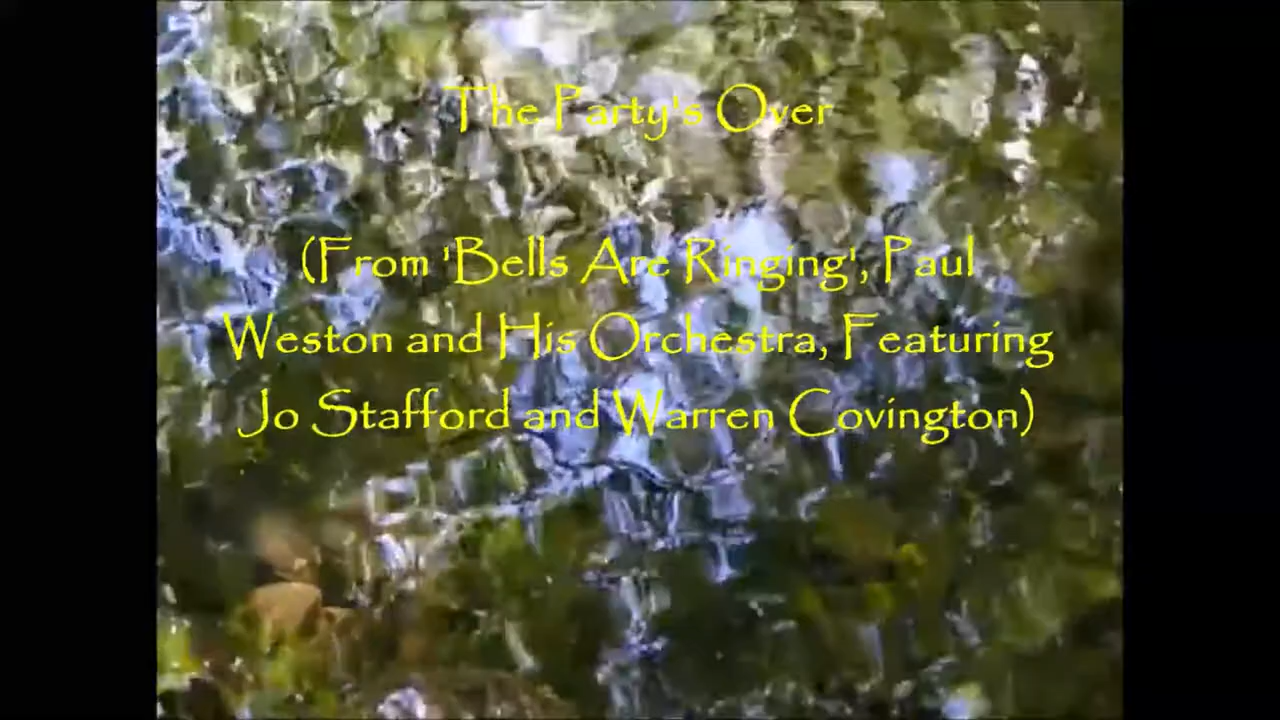 The Party's Over
(From 'Bells Are Ringing', Paul
Weston and His Orchestra, Featuring
Jo Stafford and Warren Covington)